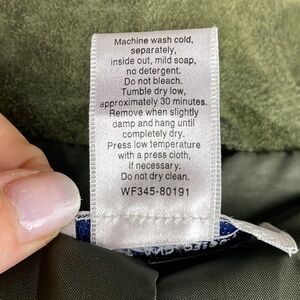 Machine wash cold,
separately,
inside out, mild soap,
no detergent.
Do not bleach.
Tumble dry low,
approximately 30 minutes.
Remove when slightly
damp and hang until
completely dry.
Press low temperature
with a press cloth,
if necessary.
Do not dry clean.
WF345-80191